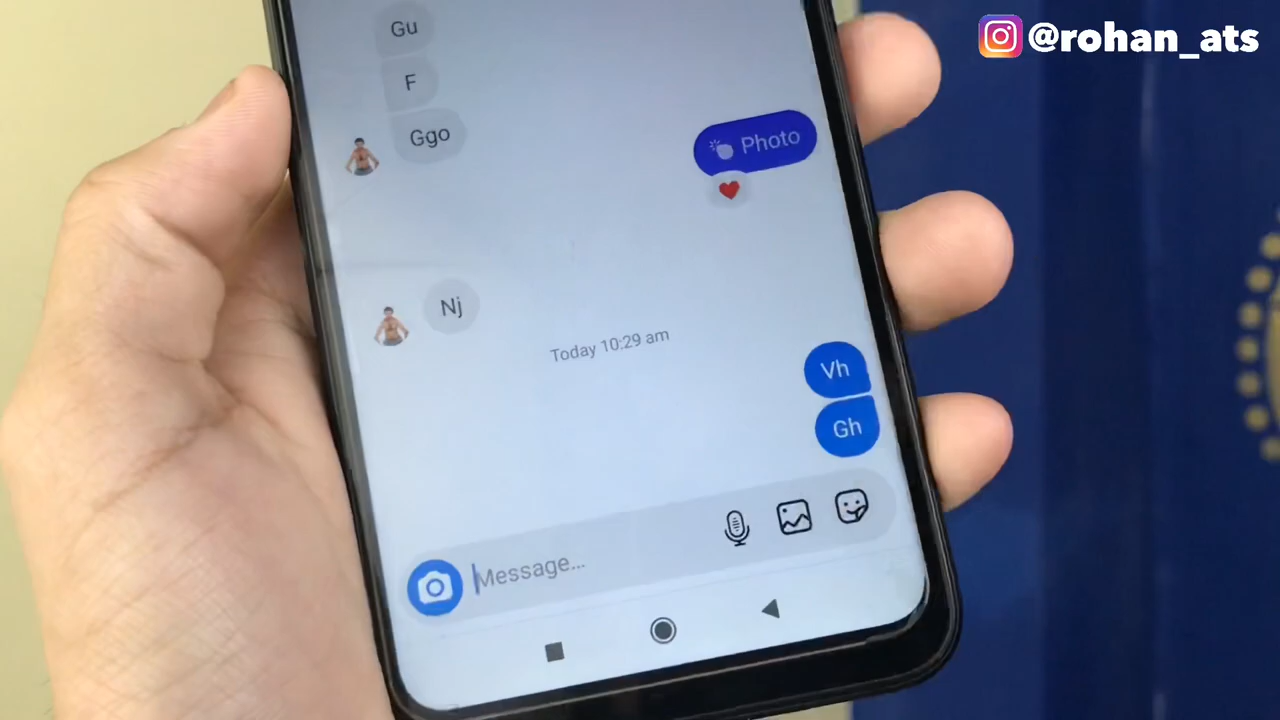 @rohan_ats
Gu
F
Ggo
Photo
Nj
Today 10:29 am
Vh
Gh
Message...